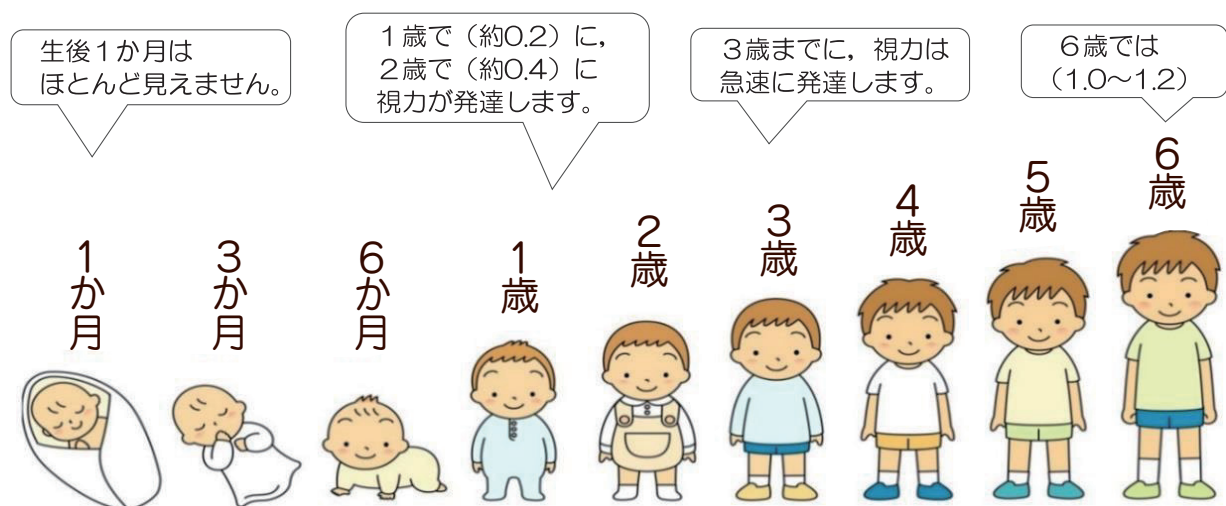 生後１か月は
ほとんど見えません。
１歳で（約0.2）に，
２歳で（約0.4）に
視力が発達します。
３歳までに，視力は
急速に発達します。
６歳では
（1.0～1.2）
１か月
３か月
６か月
１歳
２歳
３歳
４歳
５歳
６歳